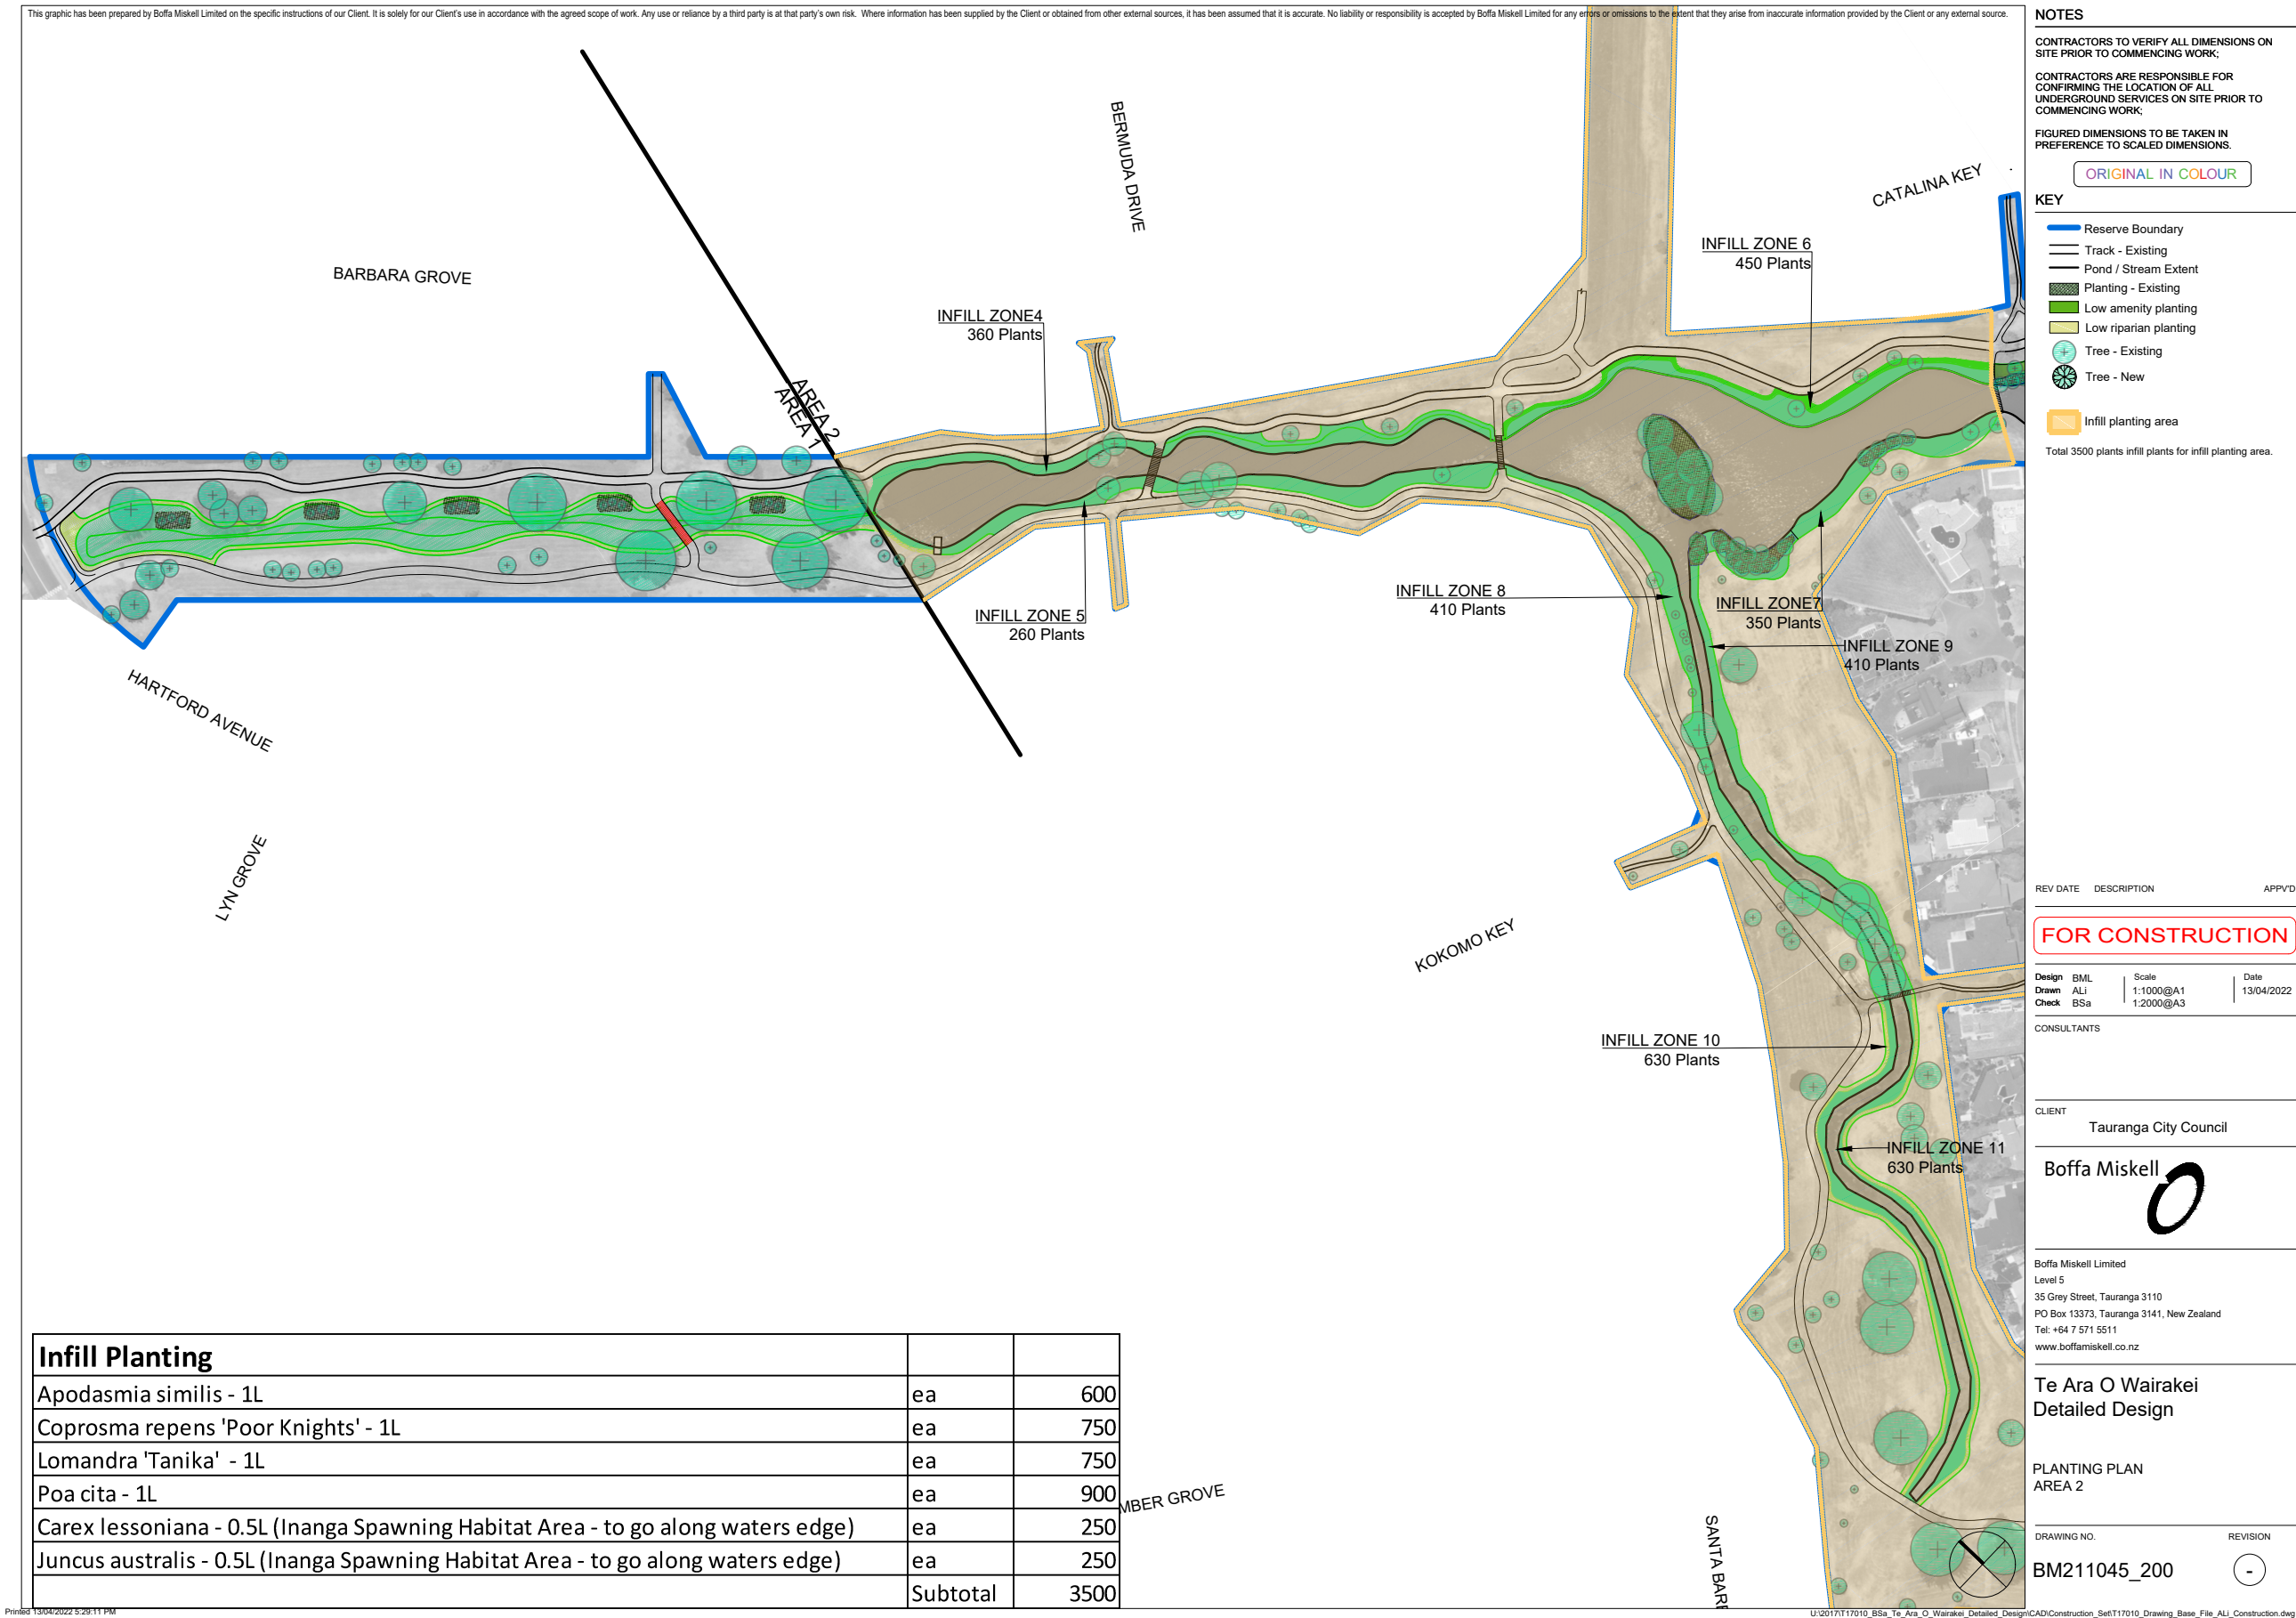 This graphic has been prepared by Boffa Miskell Limited on the specific instructions of our Client. It is solely for our Client's use in accordance with the agreed scope of work. Any use or reliance by a third party is at that party's own risk. Where information has been supplied by the Client or obtained from other external sources, it has been assumed that it is accurate. No liability or responsibility is accepted by Boffa Miskell Limited for any errors or omissions to the extent that they arise from inaccurate information provided by the Client or any external source.
BERMUDA DRIVE
CATALINA KEY
BARBARA GROVE
INFILL ZONE 6
450 Plants
INFILL ZONE4
360 Plants
AREA 2
AREA 1
INFILL ZONE 5
260 Plants
INFILL ZONE 8
410 Plants
INFILL ZONE7
350 Plants
INFILL ZONE 9
410 Plants
HARTFORD AVENUE
LYN GROVE
KOKOMO KEY
INFILL ZONE 10
630 Plants
INFILL ZONE 11
630 Plants
MBER GROVE
SANTA BAR
Infill Planting
Apodasmia similis - 1L ea 600
Coprosma repens 'Poor Knights' - 1L ea 750
Lomandra 'Tanika' - 1L ea 750
Poa cita - 1L ea 900
Carex lessoniana - 0.5L (Inanga Spawning Habitat Area - to go along waters edge) ea 250
Juncus australis - 0.5L (Inanga Spawning Habitat Area - to go along waters edge) ea 250
Subtotal 3500
NOTES
CONTRACTORS TO VERIFY ALL DIMENSIONS ON
SITE PRIOR TO COMMENCING WORK;
CONTRACTORS ARE RESPONSIBLE FOR
CONFIRMING THE LOCATION OF ALL
UNDERGROUND SERVICES ON SITE PRIOR TO
COMMENCING WORK;
FIGURED DIMENSIONS TO BE TAKEN IN
PREFERENCE TO SCALED DIMENSIONS.
ORIGINAL IN COLOUR
KEY
Reserve Boundary
Track - Existing
Pond / Stream Extent
Planting - Existing
Low amenity planting
Low riparian planting
Tree - Existing
Tree - New
Infill planting area
Total 3500 plants infill plants for infill planting area.
REV DATE DESCRIPTION APPV'D
FOR CONSTRUCTION
Design BML Scale Date
Drawn ALi 1:1000@A1 13/04/2022
Check BSa 1:2000@A3
CONSULTANTS
CLIENT
Tauranga City Council
Boffa Miskell
Boffa Miskell Limited
Level 5
35 Grey Street, Tauranga 3110
PO Box 13373, Tauranga 3141, New Zealand
Tel: +64 7 571 5511
www.boffamiskell.co.nz
Te Ara O Wairakei
Detailed Design
PLANTING PLAN
AREA 2
DRAWING NO. REVISION
BM211045_200 -
Printed 13/04/2022 5:29:11 PM
U:\2017\T17010_BSa_Te_Ara_O_Wairakei_Detailed_Design\CAD\Construction_Set\T17010_Drawing_Base_File_ALi_Construction.dwg